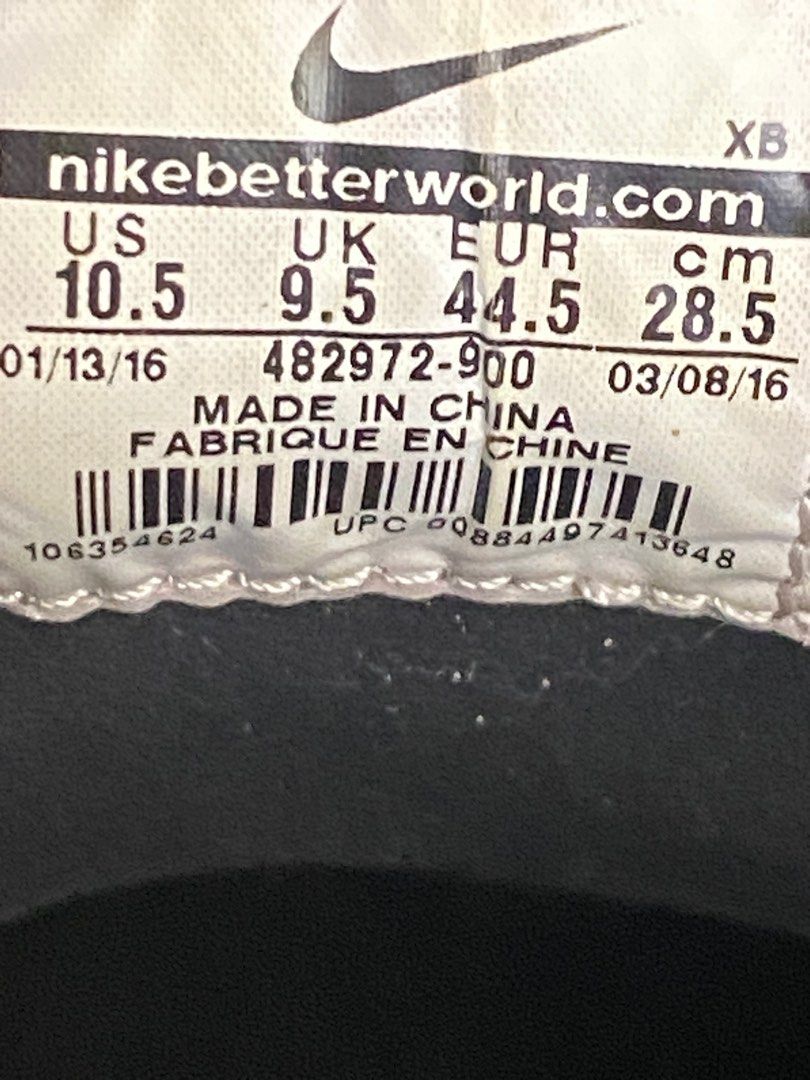 XB
nikebetterworld.com
US UK EUR cm
10.5 9.5 44.5 28.5
01/13/16 482972-900 03/08/16
MADE IN CHINA
FABRIQUE EN CHINE
106354624 UPC 00884497413648